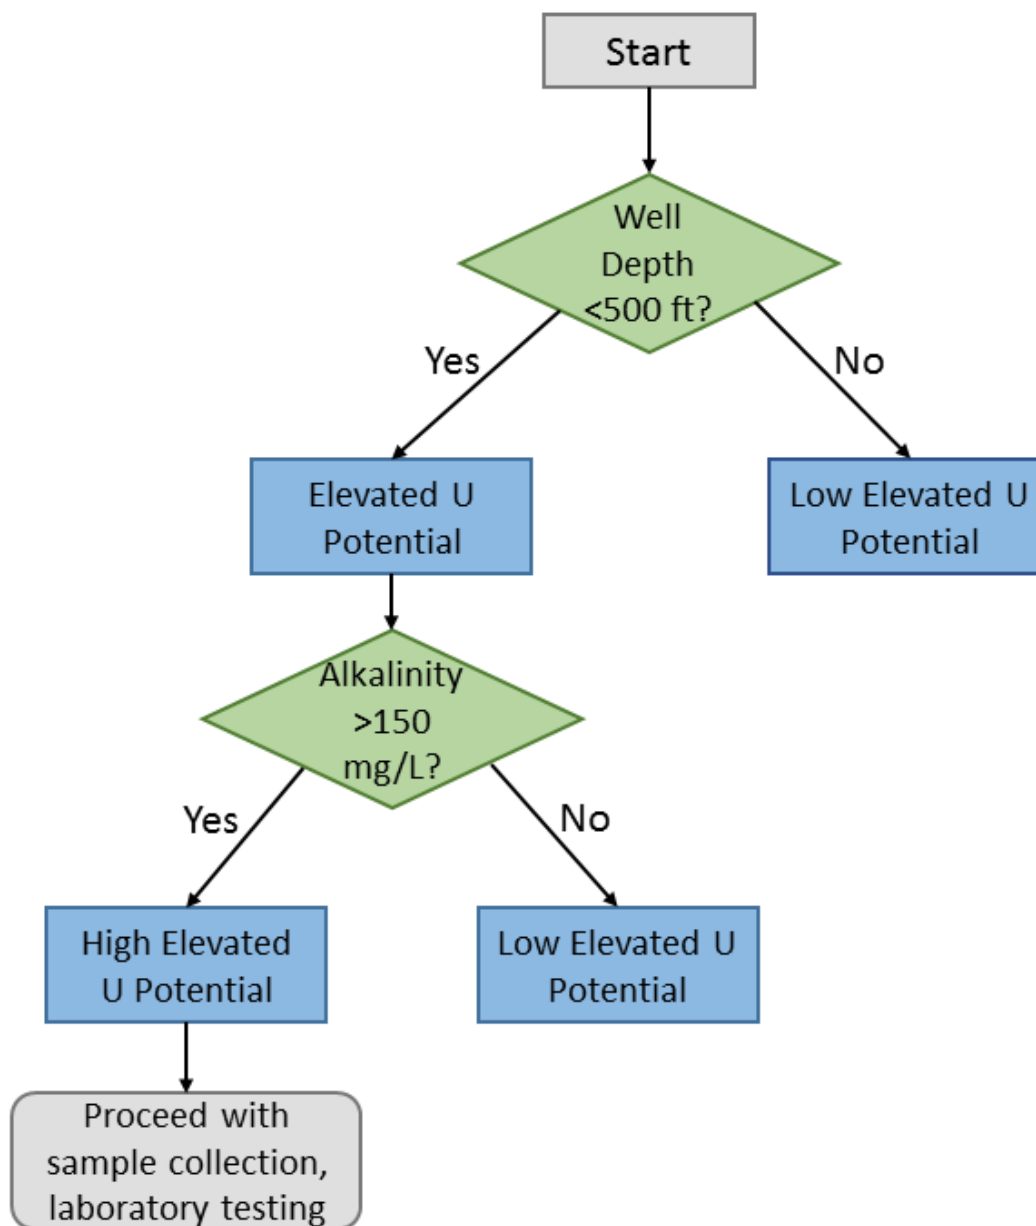 Start
Well
Depth
<500 ft?
Yes
No
Elevated U
Potential
Low Elevated U
Potential
Alkalinity
>150
mg/L?
Yes
No
High Elevated
U Potential
Low Elevated U
Potential
Proceed with
sample collection,
laboratory testing